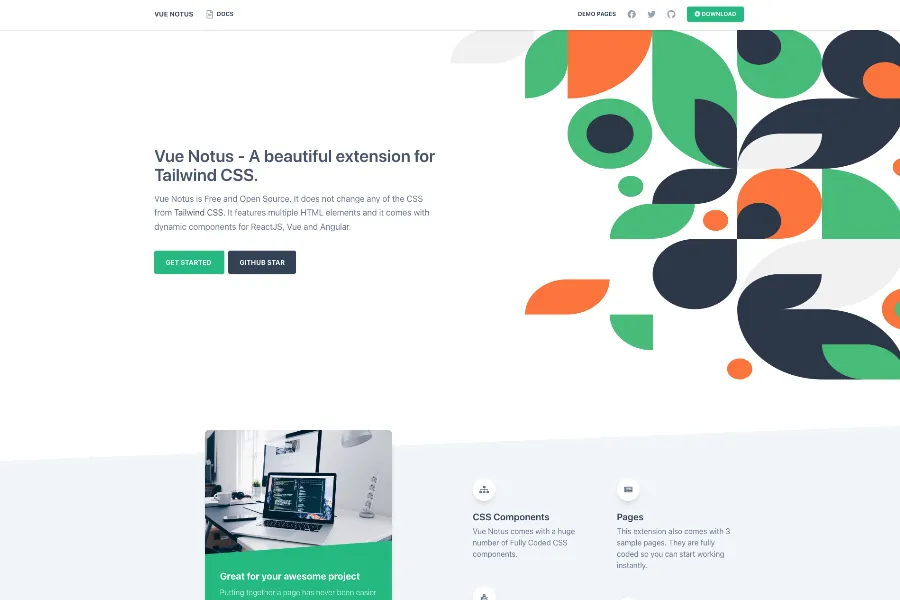 VUE NOTUS
DOCS
DEMO PAGES
DOWNLOAD
Vue Notus - A beautiful extension for
Tailwind CSS.
Vue Notus is Free and Open Source. It does not change any of the CSS
from Tailwind CSS. It features multiple HTML elements and it comes with
dynamic components for ReactJS, Vue and Angular.
GET STARTED
GITHUB STAR
Great for your awesome project
Putting together a page has never been easier
CSS Components
Vue Notus comes with a huge
number of Fully Coded CSS
components.
Pages
This extension also comes with 3
sample pages. They are fully
coded so you can start working
instantly.